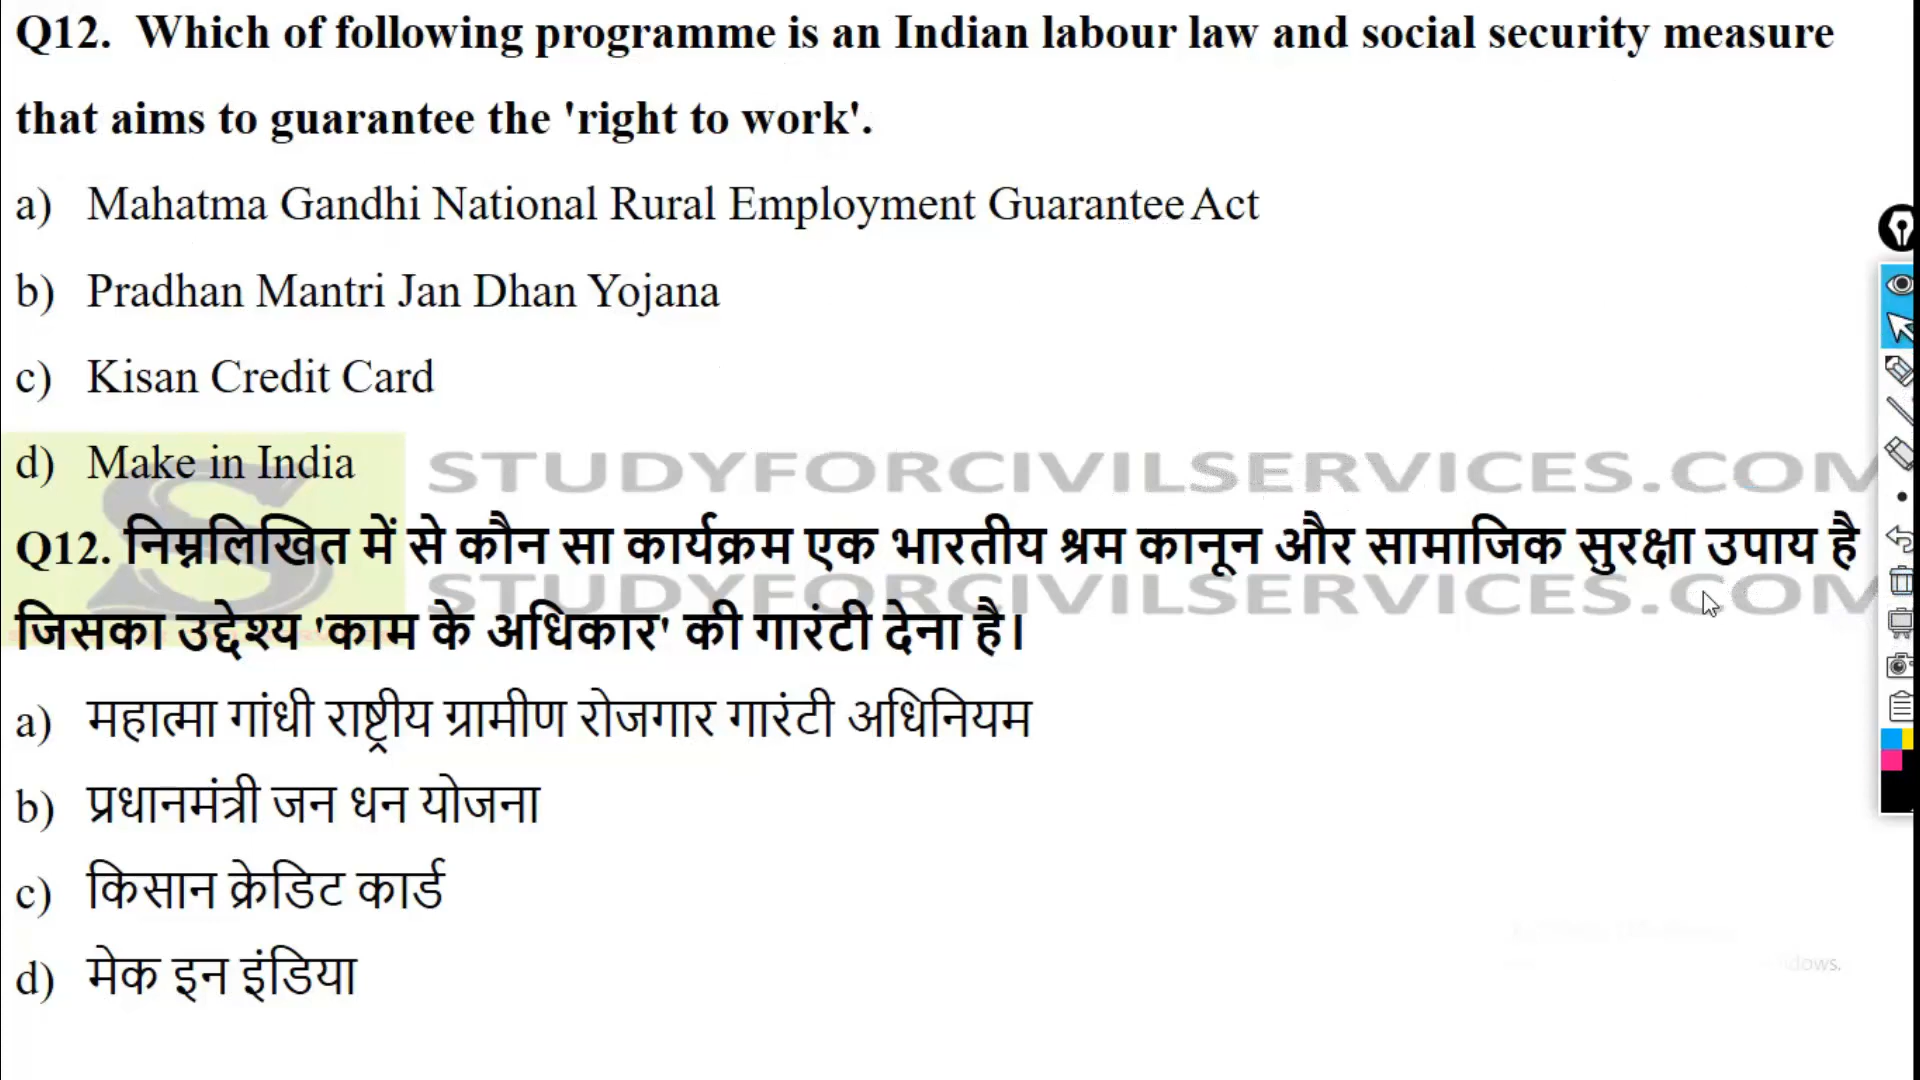 Q12. Which of following programme is an Indian labour law and social security measure
that aims to guarantee the 'right to work'.
a) Mahatma Gandhi National Rural Employment Guarantee Act
b) Pradhan Mantri Jan Dhan Yojana
c) Kisan Credit Card
d) Make in India
STUDYFORCIVILSERVICES.COM
Q12. निम्नलिखित में से कौन सा कार्यक्रम एक भारतीय श्रम कानून और सामाजिक सुरक्षा उपाय है
STUDYFORCIVILSERVICES.COM
जिसका उद्देश्य 'काम के अधिकार' की गारंटी देना है।
a) महात्मा गांधी राष्ट्रीय ग्रामीण रोजगार गारंटी अधिनियम
b) प्रधानमंत्री जन धन योजना
c) किसान क्रेडिट कार्ड
d) मेक इन इंडिया